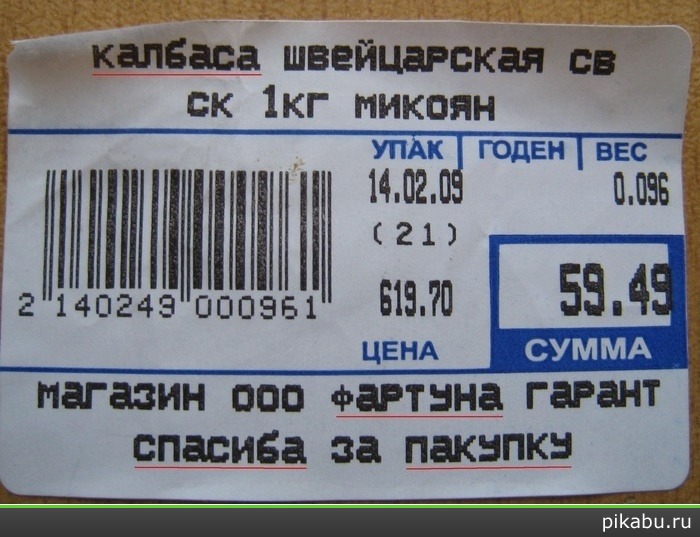 калбаса швейцарская св
ск 1кг микоян
УПАК ГОДЕН ВЕС
14.02.09 0.096
(21)
2 140249 000961
619.70 59.49
ЦЕНА СУММА
магазин ооо фартуна гарант
спасиба за пакупку
pikabu.ru